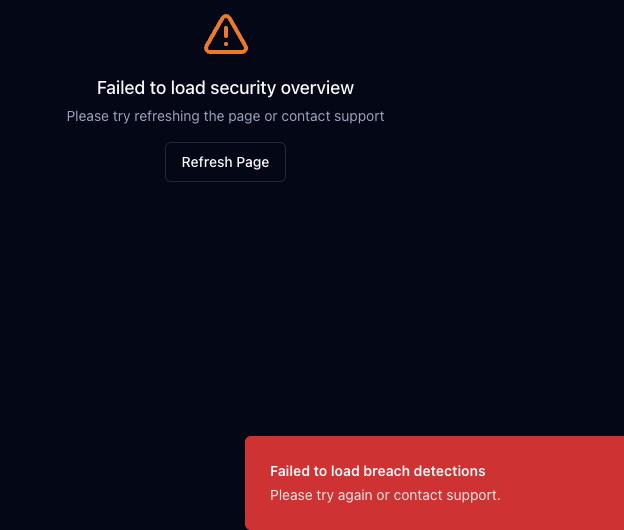 Failed to load security overview
Please try refreshing the page or contact support
Refresh Page
Failed to load breach detections
Please try again or contact support.